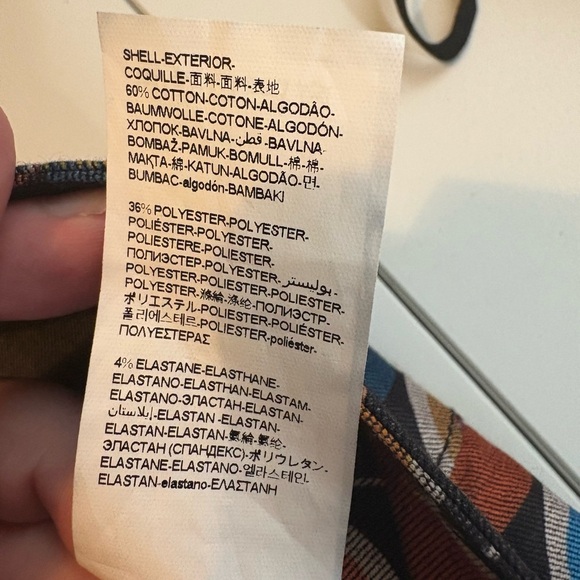 SHELL-EXTERIOR-
COQUILLE-面料-面料-表地
60% COTTON-COTON-ALGODÂO-
BAUMWOLLE-COTONE-ALGODÓN-
ХЛОПОК-BAVLNA-قطن-BAVLNA-
BOMBAŽ-PAMUK-BOMULL-棉-棉-
МАКТА-綿-KATUN-ALGODÃO-면-
BUMBAC-algodón-BAMBAKI
36% POLYESTER-POLYESTER-
POLIÉSTER-POLYESTER-
POLIESTERE-POLIESTER-
ПОЛИЭСТЕР-POLYESTER-بوليستر-
POLYESTER-POLIESTER-POLIESTER-
POLYESTER-滌綸-涤纶-ПОЛИЭСТР-
ポリエステル-POLIESTER-POLIÉSTER-
폴리에스테르-POLIESTER-poliéster-
ΠΟΛΥΕΣΤΕΡΑΣ
4% ELASTANE-ELASTHANE-
ELASTANO-ELASTHAN-ELASTAM-
ELASTANO-ЭЛАСТАН-ELASTAN-
إيلاستان-ELASTAN-ELASTAN-
ELASTAN-ELASTAN-氨綸-氨纶-
ЭЛАСТАН (СПАНДЕКС)-ポリウレタン-
ELASTANE-ELASTANO-엘라스테인-
ELASTAN-elastano-ΕΛΑΣΤΑΝΗ